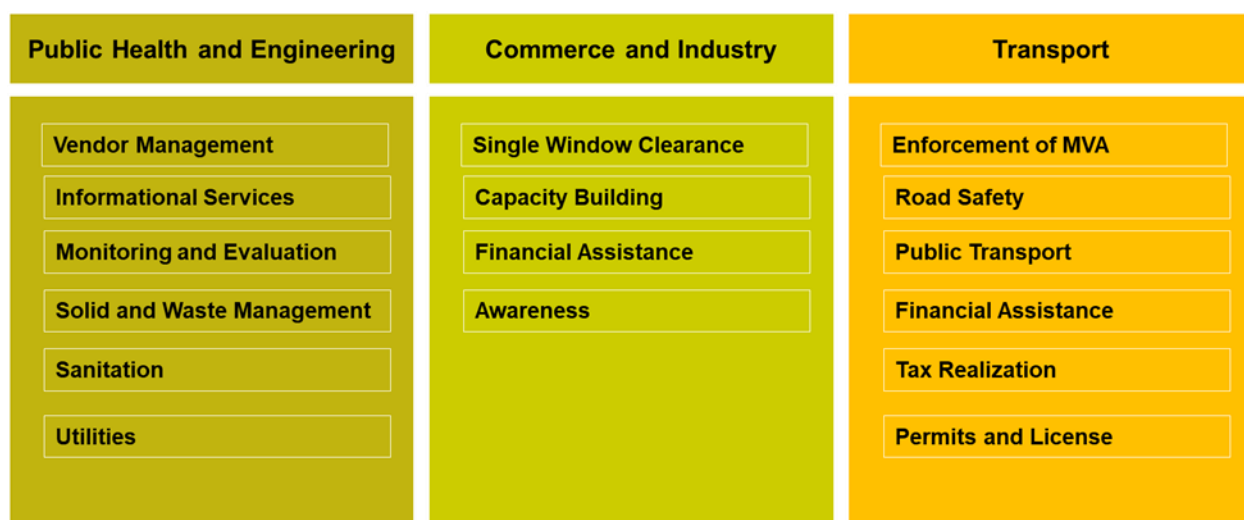 Public Health and Engineering
Vendor Management
Informational Services
Monitoring and Evaluation
Solid and Waste Management
Sanitation
Utilities
Commerce and Industry
Single Window Clearance
Capacity Building
Financial Assistance
Awareness
Transport
Enforcement of MVA
Road Safety
Public Transport
Financial Assistance
Tax Realization
Permits and License